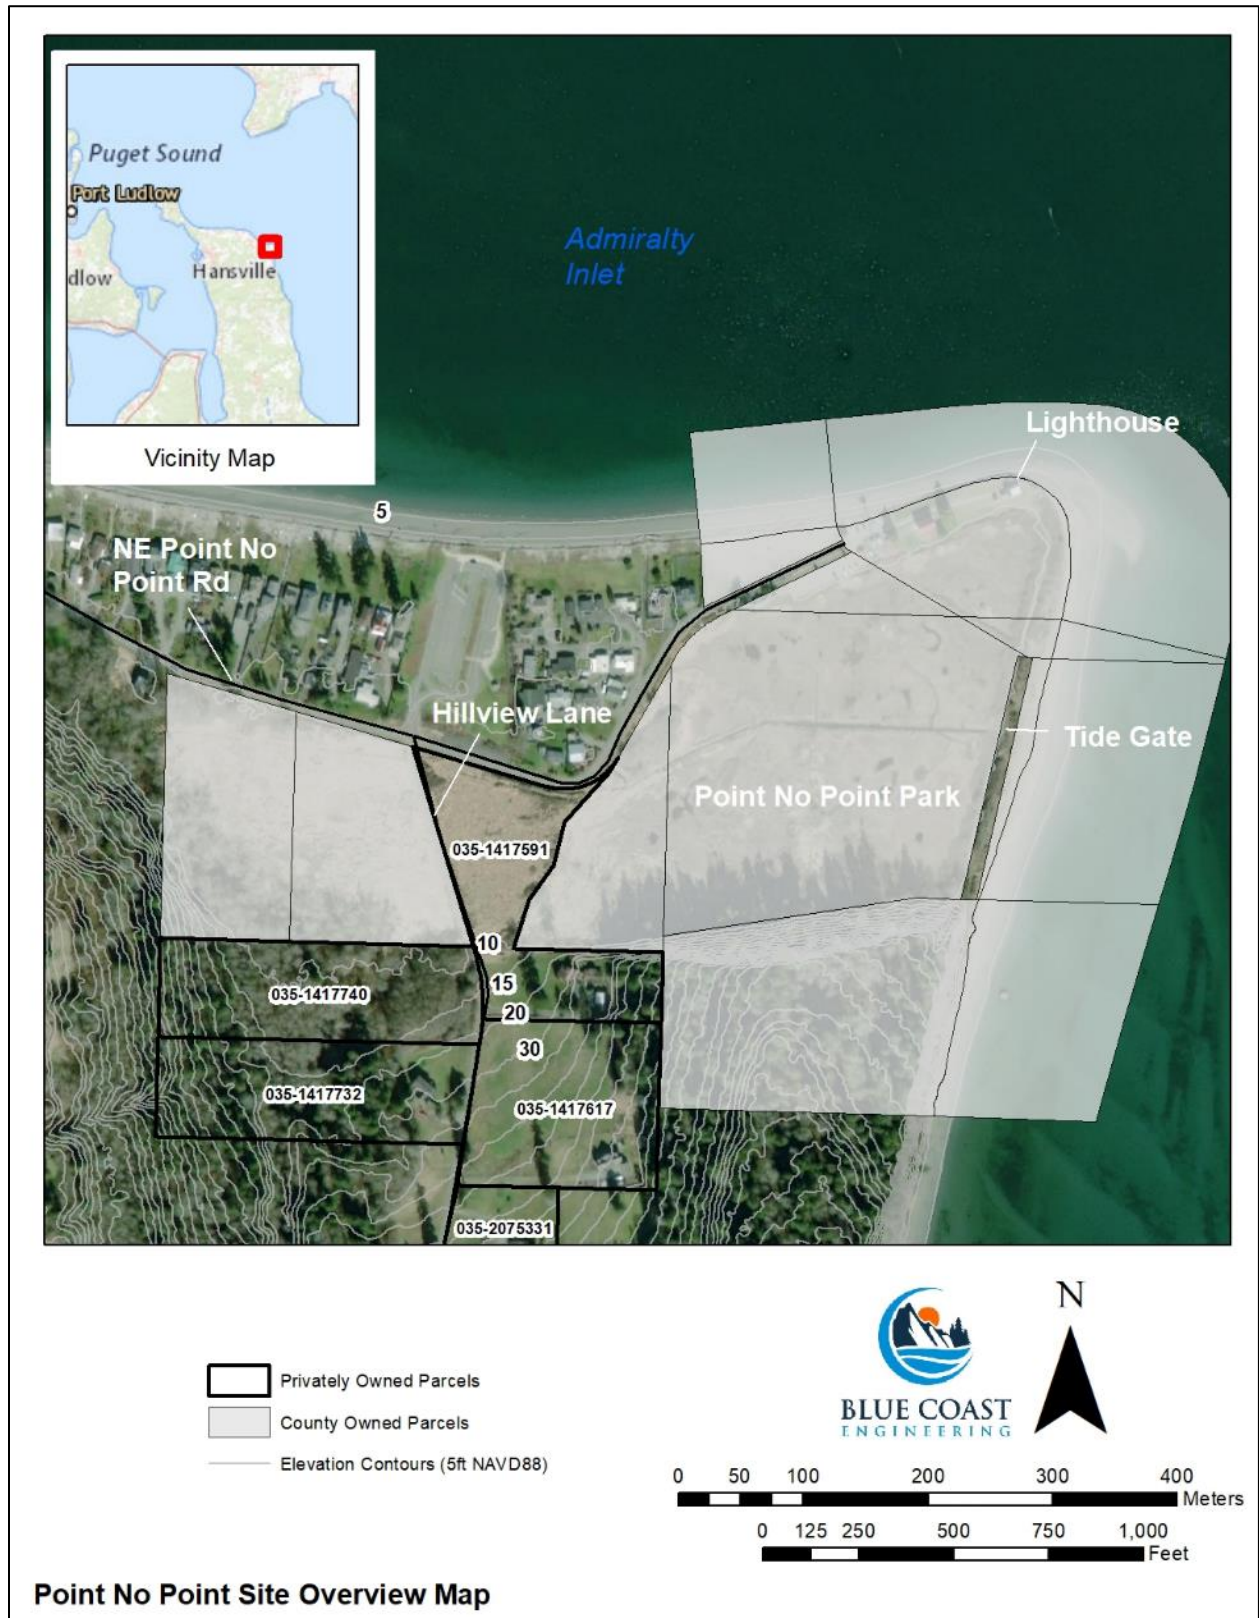 Puget Sound
Port Ludlow
dlow
Hansville
Vicinity Map
Admiralty
Inlet
Lighthouse
5
NE Point No
Point Rd
Hillview Lane
Tide Gate
Point No Point Park
035-1417591
10
15
035-1417740
20
30
035-1417732
035-1417617
035-2075331
Privately Owned Parcels
County Owned Parcels
Elevation Contours (5ft NAVD88)
BLUE COAST
ENGINEERING
N
0 50 100 200 300 400
Meters
0 125 250 500 750 1,000
Feet
Point No Point Site Overview Map